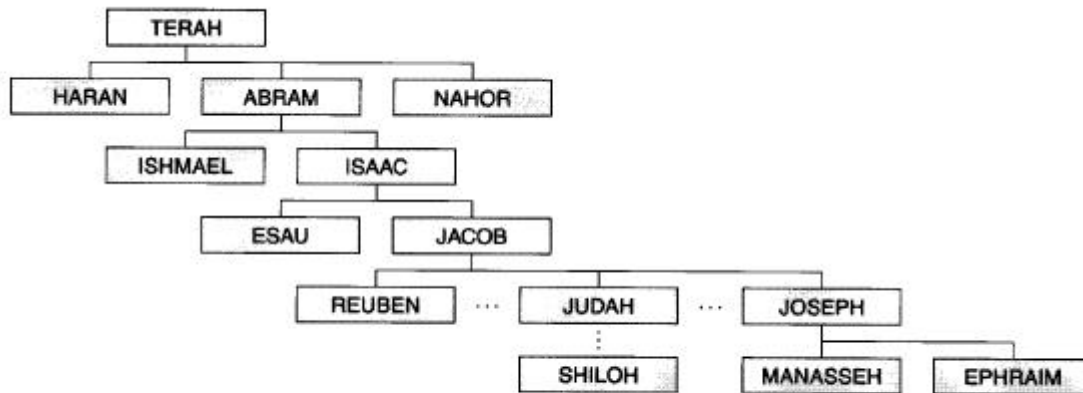 TERAH
HARAN ABRAM NAHOR
ISHMAEL ISAAC
ESAU JACOB
REUBEN ... JUDAH ... JOSEPH
SHILOH MANASSEH EPHRAIM